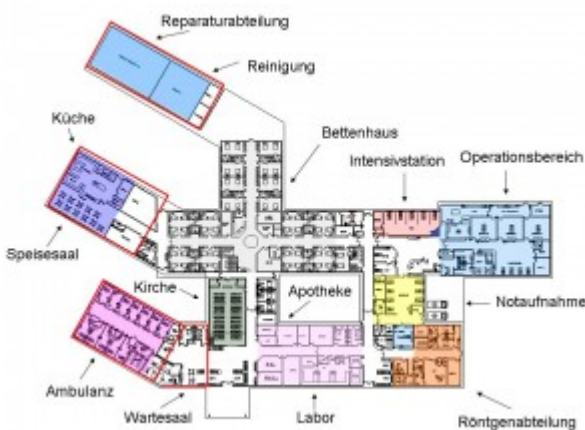 Reparaturabteilung
Reinigung
Küche
Bettenhaus
Intensivstation
Operationsbereich
Speisesaal
Kirche
Apotheke
Notaufnahme
Ambulanz
Wartesaal
Labor
Röntgenabteilung